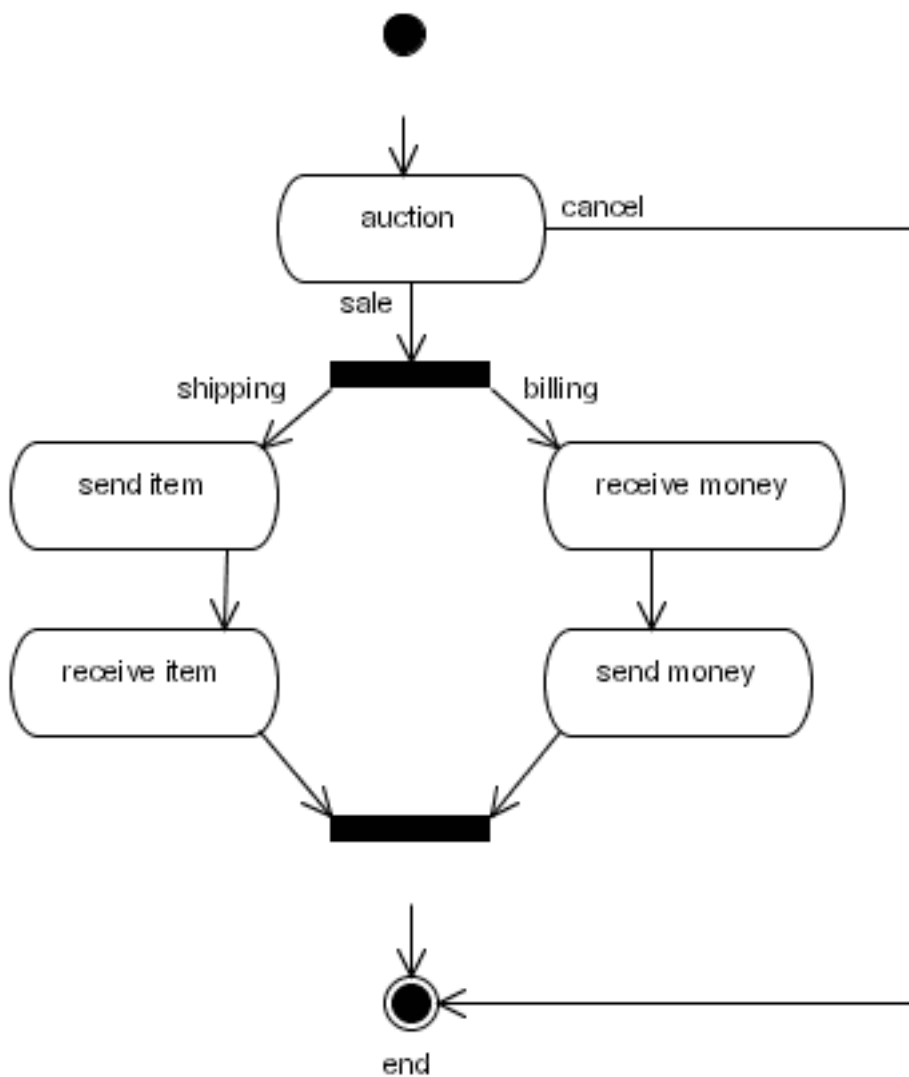 auction
cancel
sale
shipping
billing
send item
receive money
receive item
send money
end